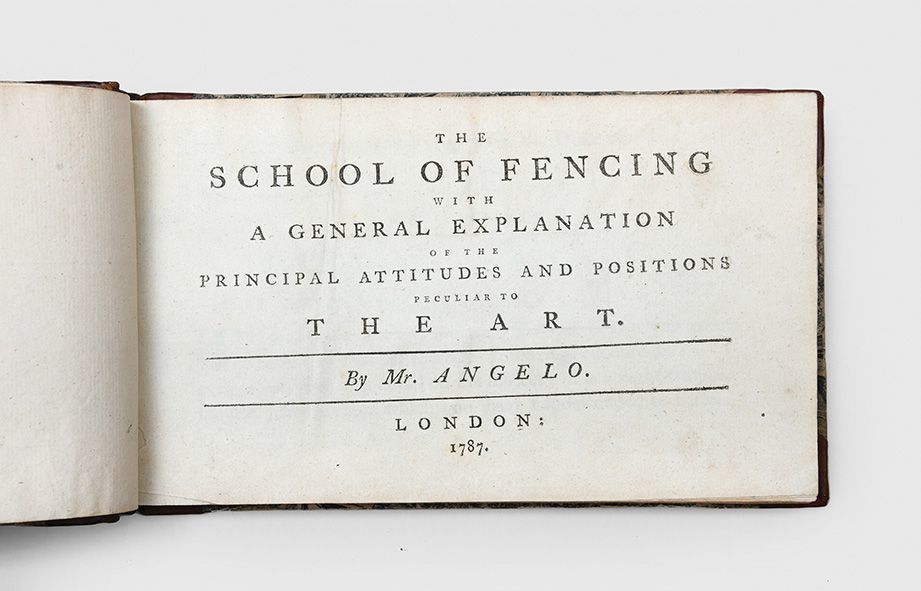 THE
SCHOOL OF FENCING
WITH
A GENERAL EXPLANATION
OF THE
PRINCIPAL ATTITUDES AND POSITIONS
PECULIAR TO
THE ART.
By Mr. ANGELO.
LONDON:
1787.